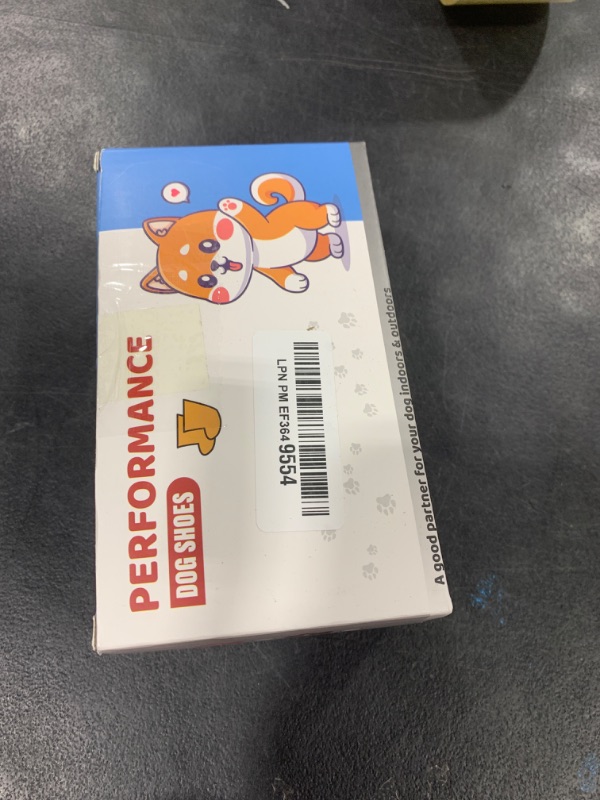 PERFORMANCE
DOG SHOES
LPN PM EF364 9554
A good partner for your dog indoors & outdoors